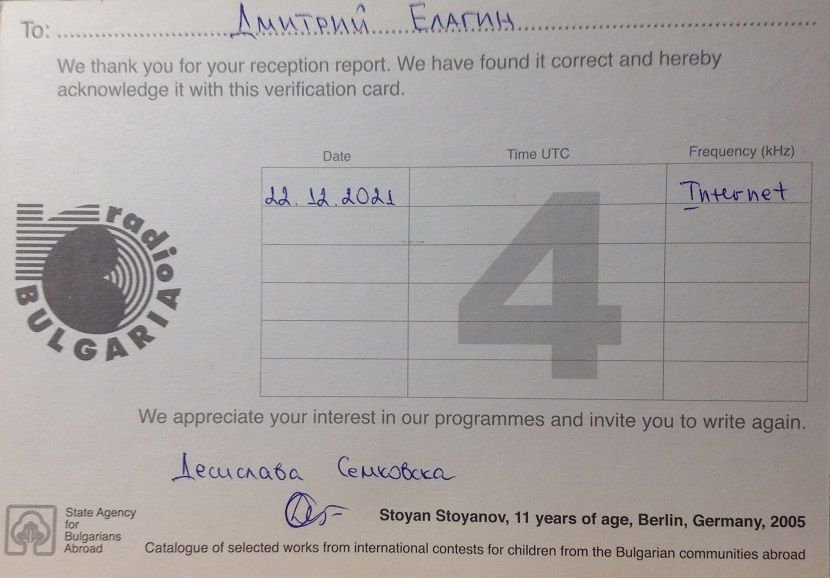 To: Дмитрий Елагин
We thank you for your reception report. We have found it correct and hereby
acknowledge it with this verification card.
Date Time UTC Frequency (kHz)
22.12.2021 Internet
4
radio
BULGARIA
We appreciate your interest in our programmes and invite you to write again.
Десислава Семковска
State Agency
for
Bulgarians
Abroad
Stoyan Stoyanov, 11 years of age, Berlin, Germany, 2005
Catalogue of selected works from international contests for children from the Bulgarian communities abroad